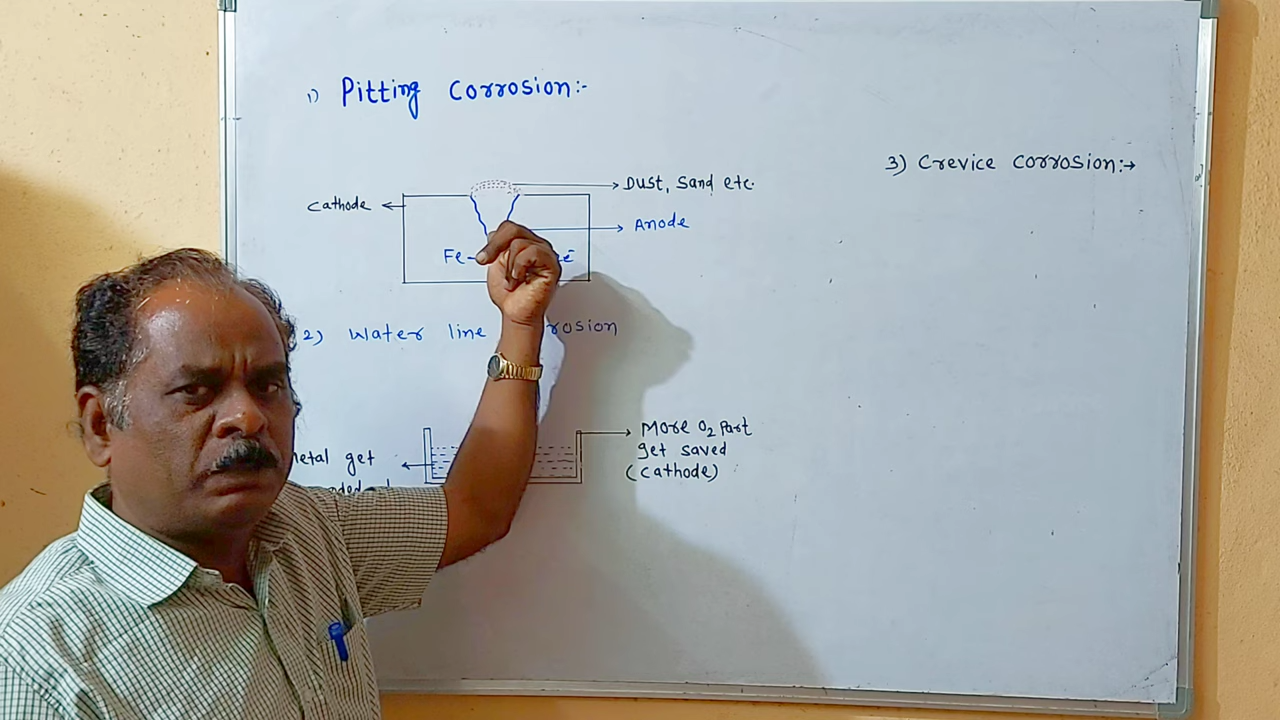 1) Pitting Corrosion:-
Dust, Sand etc.
Cathode
Anode
Fe
e⁻
2) Water line rosion
More O₂ Part
get saved
(Cathode)
etal get
3) Crevice Corrosion:→